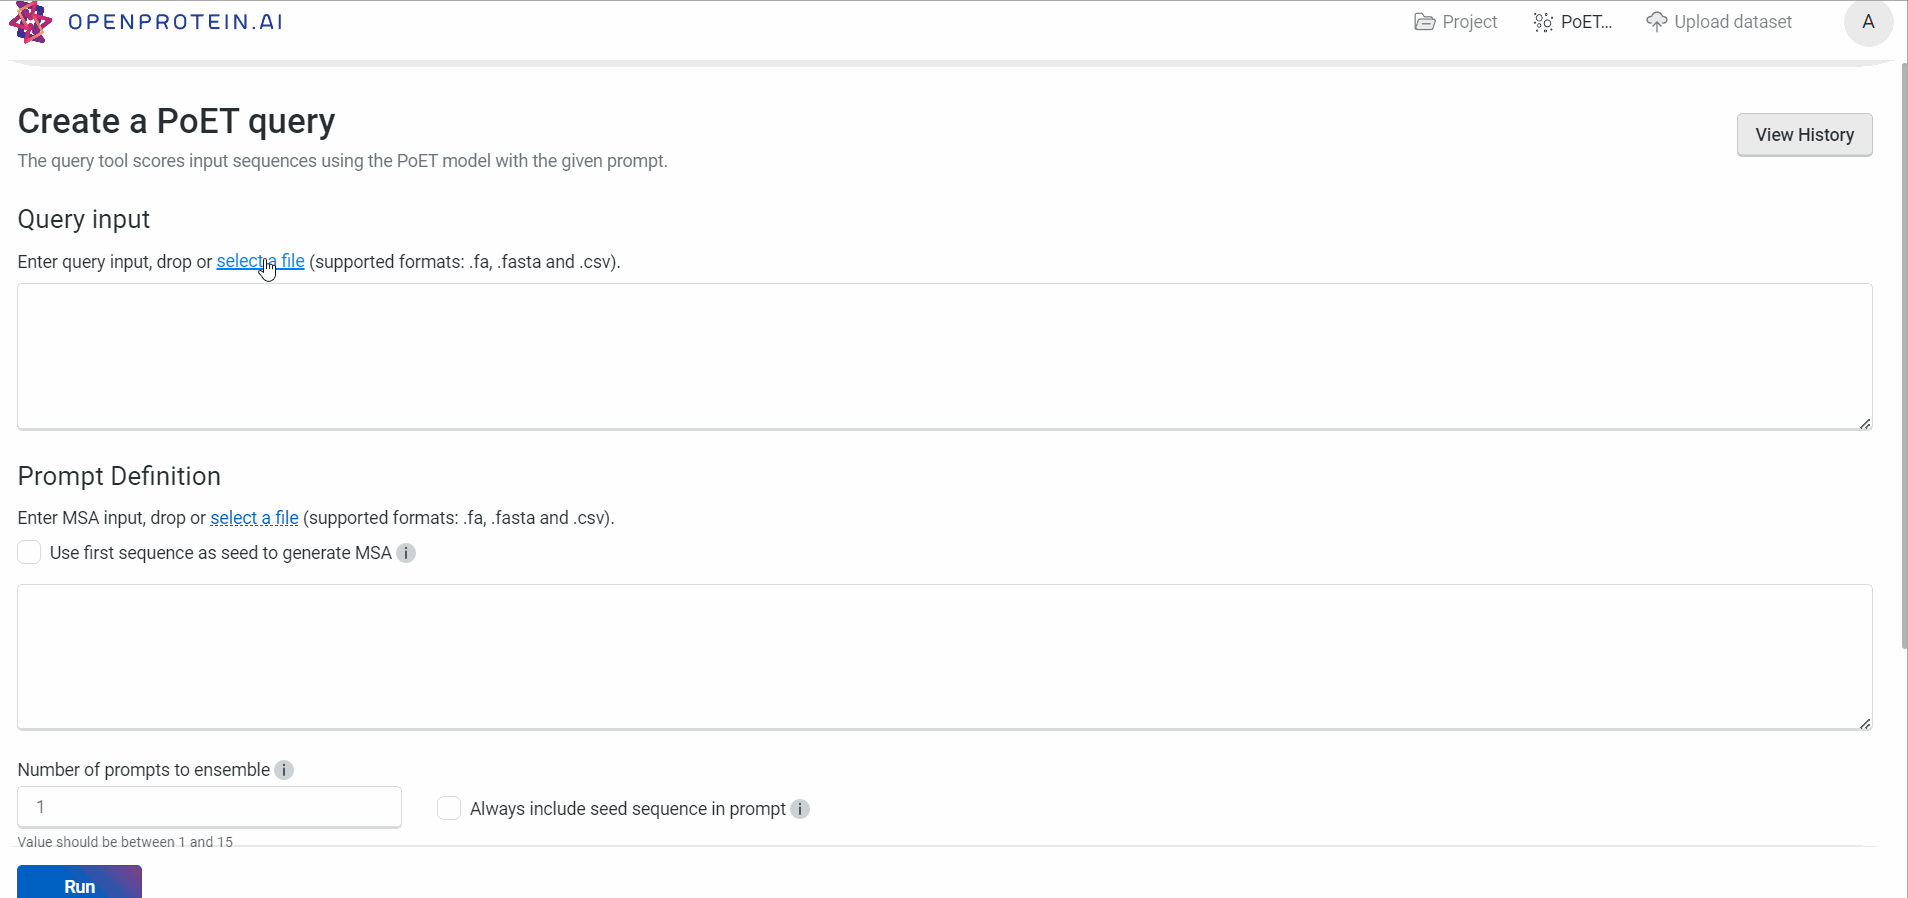 OPENPROTEIN.AI
Project
PoET...
Upload dataset
A
Create a PoET query
View History
The query tool scores input sequences using the PoET model with the given prompt.
Query input
Enter query input, drop or select a file (supported formats: .fa, .fasta and .csv).
Prompt Definition
Enter MSA input, drop or select a file (supported formats: .fa, .fasta and .csv).
Use first sequence as seed to generate MSA i
Number of prompts to ensemble i
1
Always include seed sequence in prompt i
Value should be between 1 and 15
Run